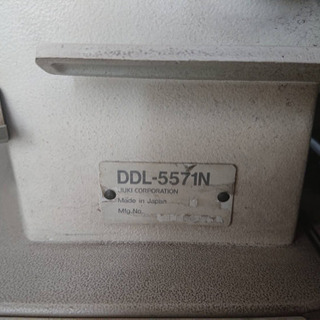 DDL-5571N
JUKI CORPORATION
Made in Japan
Mfg.No.